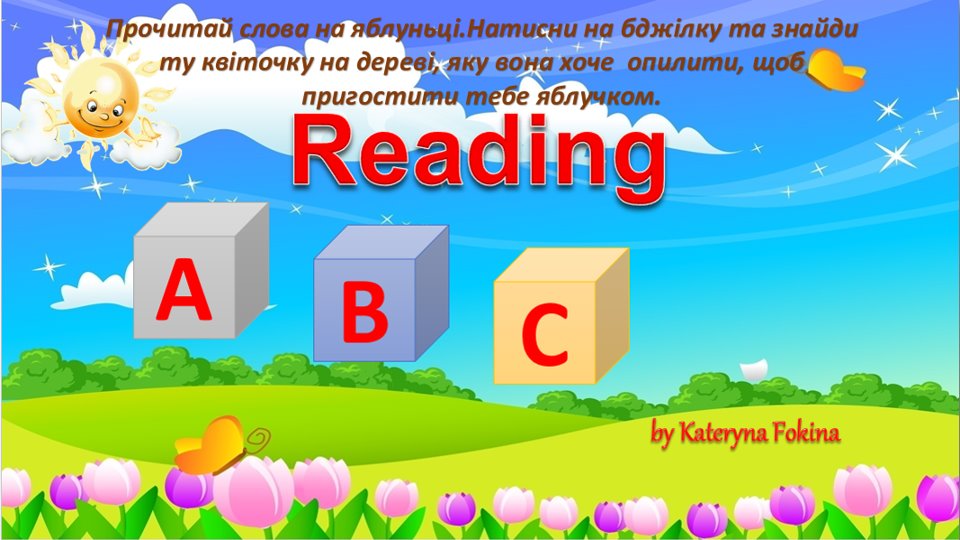 Прочитай слова на яблуньці.Натисни на бджілку та знайди
ту квіточку на дереві, яку вона хоче опилити, щоб
пригостити тебе яблучком.
Reading
A
B
C
by Kateryna Fokina